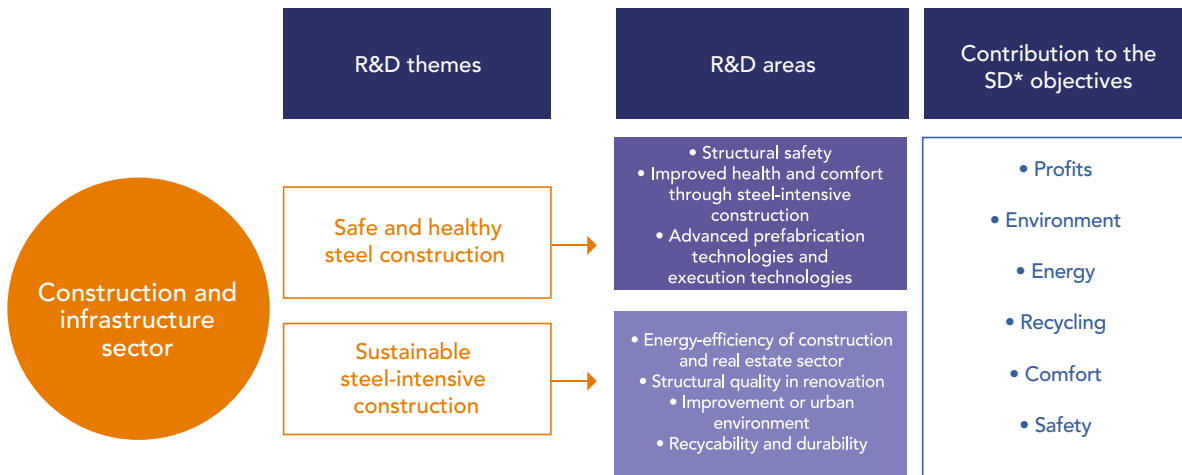 R&D themes
R&D areas
Contribution to the
SD* objectives
Construction and
infrastructure
sector
Safe and healthy
steel construction
• Structural safety
• Improved health and comfort
through steel-intensive
construction
• Advanced prefabrication
technologies and
execution technologies
Sustainable
steel-intensive
construction
• Energy-efficiency of construction
and real estate sector
• Structural quality in renovation
• Improvement or urban
environment
• Recycability and durability
• Profits
• Environment
• Energy
• Recycling
• Comfort
• Safety